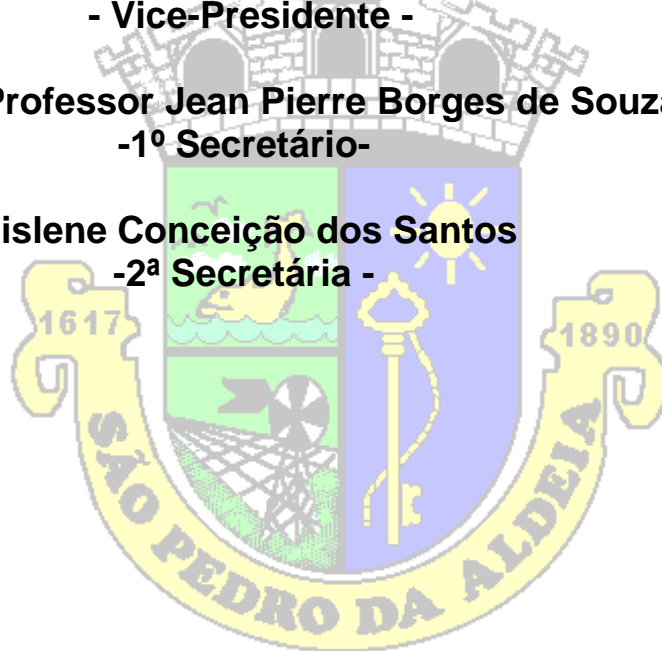 - Vice-Presidente -
Professor Jean Pierre Borges de Souza
-1º Secretário-
islene Conceição dos Santos
-2ª Secretária -
1617
1890
SÃO PEDRO DA ALDEIA